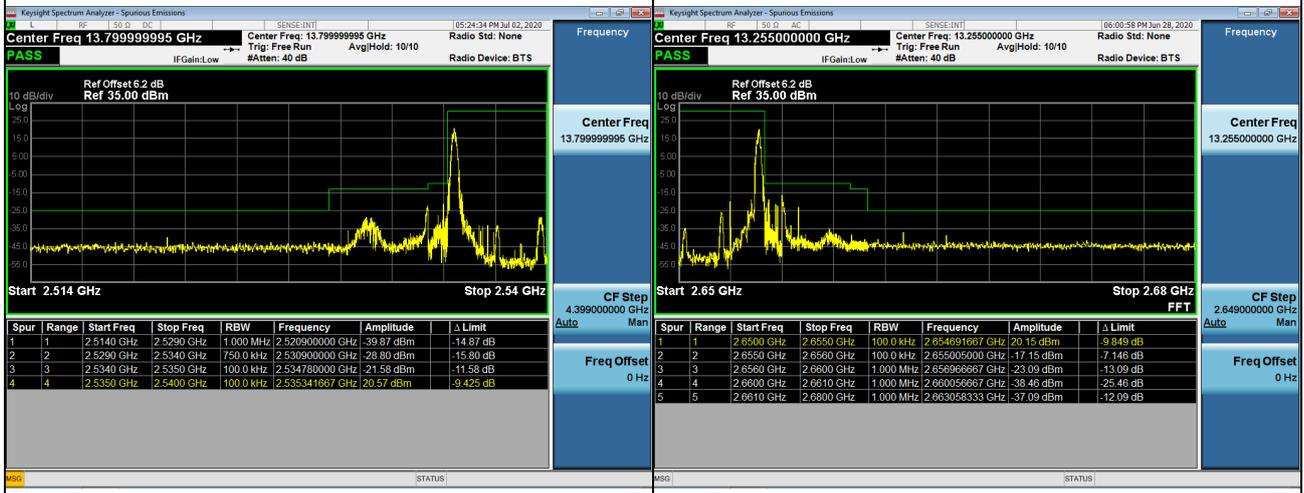 Keysight Spectrum Analyzer - Spurious Emissions
L RF 50 Ω DC SENSE:INT 05:24:34 PM Jul 02, 2020
Center Freq 13.799999995 GHz
Center Freq: 13.799999995 GHz
Radio Std: None
Trig: Free Run Avg|Hold: 10/10
PASS
IFGain:Low
#Atten: 40 dB
Radio Device: BTS
Ref Offset 6.2 dB
10 dB/div Ref 35.00 dBm
Log
25.0
15.0
5.00
-5.00
-15.0
-25.0
-35.0
-45.0
-55.0
Start 2.514 GHz Stop 2.54 GHz
Spur Range Start Freq Stop Freq RBW Frequency Amplitude Δ Limit
1 1 2.5140 GHz 2.5290 GHz 1.000 MHz 2.520900000 GHz -39.87 dBm -14.87 dB
2 2 2.5290 GHz 2.5340 GHz 750.0 kHz 2.530900000 GHz -28.80 dBm -15.80 dB
3 3 2.5340 GHz 2.5350 GHz 100.0 kHz 2.534780000 GHz -21.58 dBm -11.58 dB
4 4 2.5350 GHz 2.5400 GHz 100.0 kHz 2.535341667 GHz 20.57 dBm -9.425 dB
MSG STATUS
Frequency
Center Freq
13.799999995 GHz
CF Step
4.399000000 GHz
Auto Man
Freq Offset
0 Hz
Keysight Spectrum Analyzer - Spurious Emissions
RF 50 Ω AC SENSE:INT 06:00:58 PM Jun 28, 2020
Center Freq 13.255000000 GHz
Center Freq: 13.255000000 GHz
Radio Std: None
Trig: Free Run Avg|Hold: 10/10
PASS
IFGain:Low
#Atten: 40 dB
Radio Device: BTS
Ref Offset 6.2 dB
10 dB/div Ref 35.00 dBm
Log
25.0
15.0
5.00
-5.00
-15.0
-25.0
-35.0
-45.0
-55.0
Start 2.65 GHz Stop 2.68 GHz
FFT
Spur Range Start Freq Stop Freq RBW Frequency Amplitude Δ Limit
1 1 2.6500 GHz 2.6550 GHz 100.0 kHz 2.654691667 GHz 20.15 dBm -9.849 dB
2 2 2.6550 GHz 2.6560 GHz 100.0 kHz 2.655005000 GHz -17.15 dBm -7.146 dB
3 3 2.6560 GHz 2.6600 GHz 1.000 MHz 2.656966667 GHz -23.09 dBm -13.09 dB
4 4 2.6600 GHz 2.6610 GHz 1.000 MHz 2.660056667 GHz -38.46 dBm -25.46 dB
5 5 2.6610 GHz 2.6800 GHz 1.000 MHz 2.663058333 GHz -37.09 dBm -12.09 dB
MSG STATUS
Frequency
Center Freq
13.255000000 GHz
CF Step
2.649000000 GHz
Auto Man
Freq Offset
0 Hz